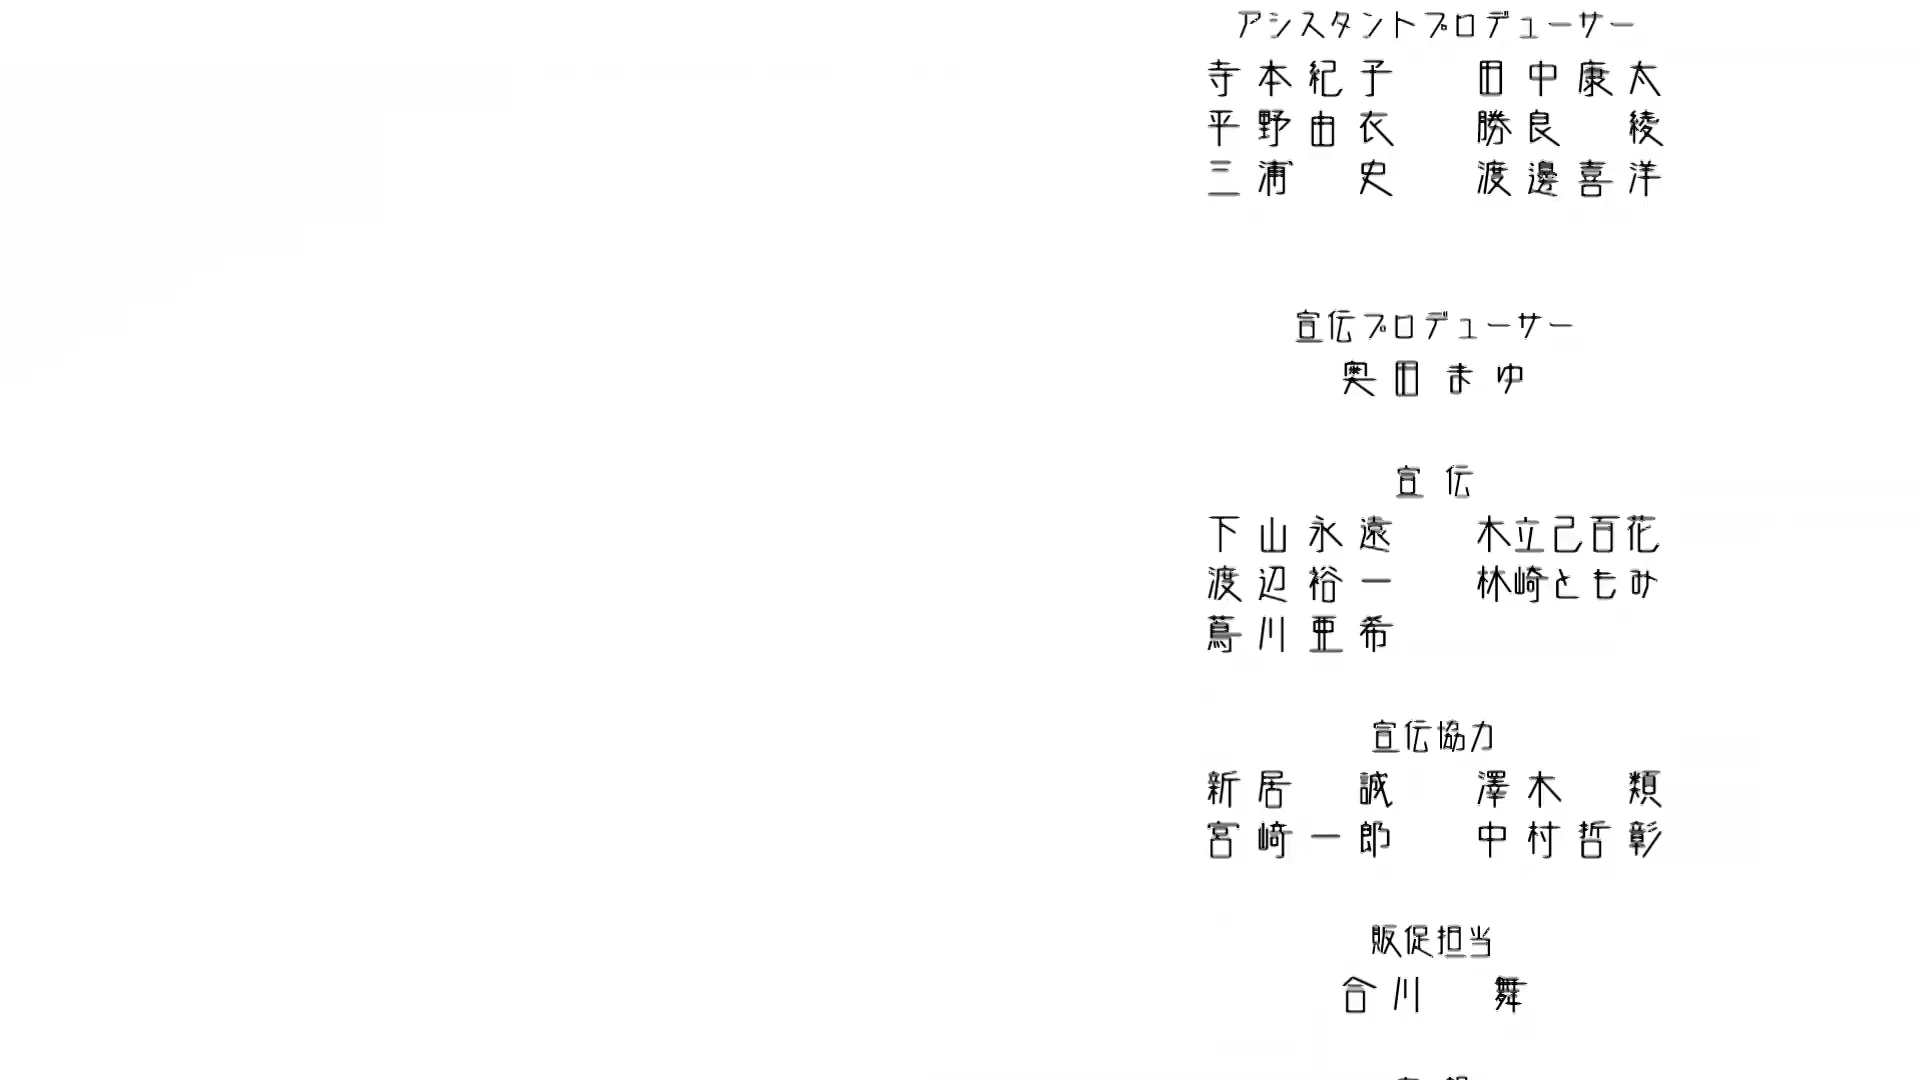 アシスタントプロデューサー
寺本紀子 田中康太
平野由衣 勝良 綾
三浦 史 渡邊喜洋
宣伝プロデューサー
奥田まゆ
宣伝
下山永遠 木立己百花
渡辺裕一 林崎ともみ
蔦川亜希
宣伝協力
新居 誠 澤木 類
宮﨑一郎 中村哲彰
販促担当
合川 舞